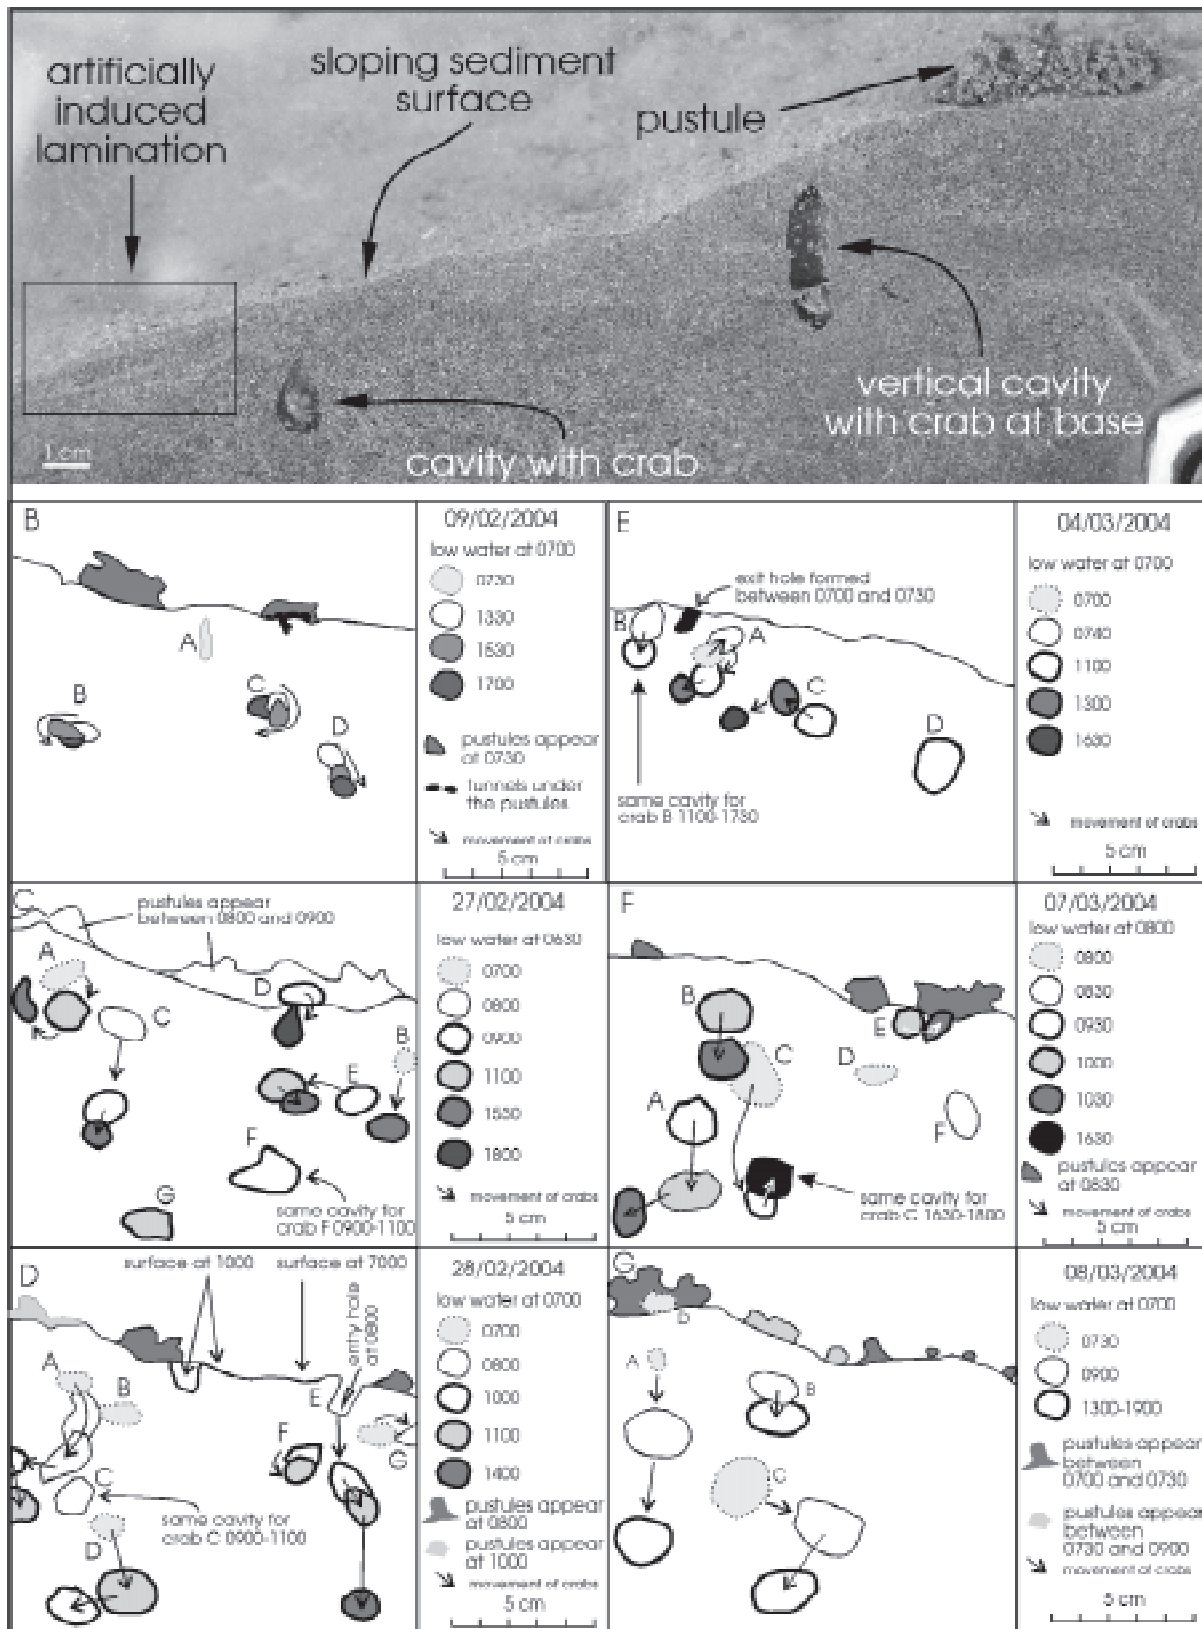 artificially
induced
lamination
sloping sediment
surface
pustule
vertical cavity
with crab at base
cavity with crab
1 cm
B
A
B
C
D
09/02/2004
low water at 0700
0730
1330
1530
1700
pustules appear
at 0730
tunnels under
the pustules
movement of crabs
5 cm
E
exit hole formed
between 0700 and 0730
B
A
C
D
same cavity for
crab B 1100-1730
04/03/2004
low water at 0700
0700
0740
1100
1300
1630
movement of crabs
5 cm
C
pustules appear
between 0800 and 0900
A
C
D
B
E
F
G
same cavity for
crab F 0900-1100
27/02/2004
low water at 0630
0700
0800
0900
1100
1530
1800
movement of crabs
5 cm
F
B
C
A
D
E
F
same cavity for
crab C 1630-1800
07/03/2004
low water at 0800
0800
0830
0930
1000
1030
1630
pustules appear
at 0830
movement of crabs
5 cm
D
surface at 1000
surface at 7000
entry hole
at 0800
A
B
E
F
G
C
same cavity for
crab C 0900-1100
D
28/02/2004
low water at 0700
0700
0800
1000
1100
1400
pustules appear
at 0800
pustules appear
at 1000
movement of crabs
5 cm
G
D
A
B
C
08/03/2004
low water at 0700
0730
0900
1300-1900
pustules appear
between
0700 and 0730
pustules appear
between
0730 and 0900
movement of crabs
5 cm